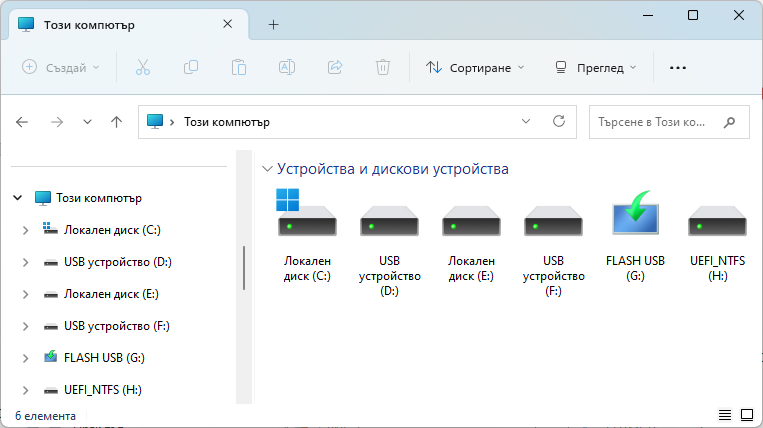 Този компютър
Създай
Сортиране
Преглед
Този компютър
Търсене в Този ко...
Този компютър
Локален диск (C:)
USB устройство (D:)
Локален диск (E:)
USB устройство (F:)
FLASH USB (G:)
UEFI_NTFS (H:)
Устройства и дискови устройства
Локален
диск (C:)
USB
устройство
(D:)
Локален
диск (E:)
USB
устройство
(F:)
FLASH USB
(G:)
UEFI_NTFS
(H:)
6 елемента